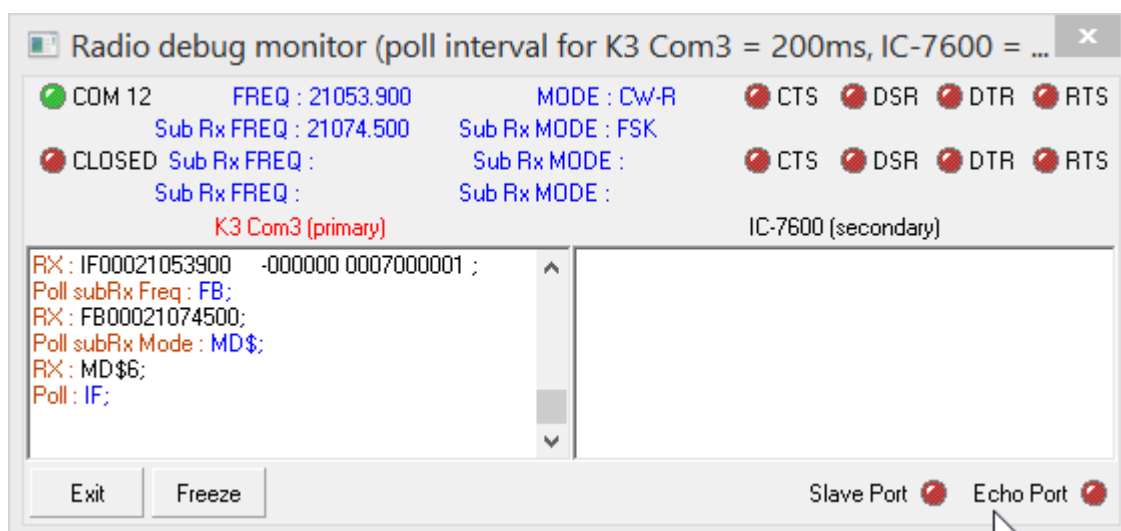 Radio debug monitor (poll interval for K3 Com3 = 200ms, IC-7600 = ...
COM 12 FREQ : 21053.900 MODE : CW-R CTS DSR DTR RTS
Sub Rx FREQ : 21074.500 Sub Rx MODE : FSK
CLOSED Sub Rx FREQ : Sub Rx MODE : CTS DSR DTR RTS
Sub Rx FREQ : Sub Rx MODE :
K3 Com3 (primary) IC-7600 (secondary)
RX : IF00021053900 -000000 0007000001 ;
Poll subRx Freq : FB;
RX : FB00021074500;
Poll subRx Mode : MD$;
RX : MD$6;
Poll : IF;
Exit Freeze Slave Port Echo Port